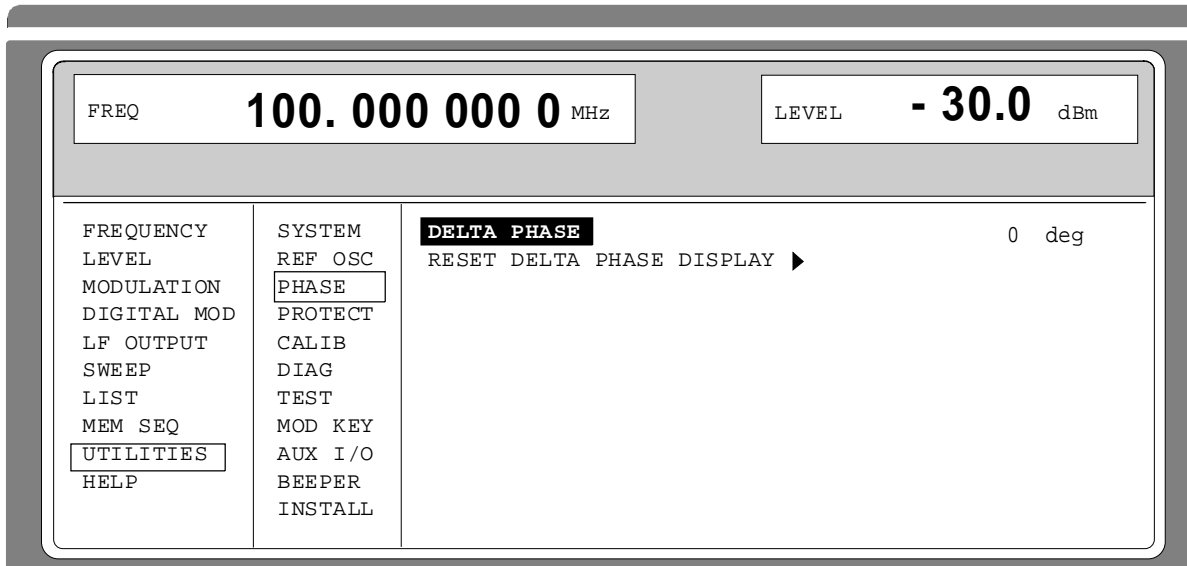 FREQ 100. 000 000 0 MHz LEVEL - 30.0 dBm
FREQUENCY
LEVEL
MODULATION
DIGITAL MOD
LF OUTPUT
SWEEP
LIST
MEM SEQ
UTILITIES
HELP
SYSTEM
REF OSC
PHASE
PROTECT
CALIB
DIAG
TEST
MOD KEY
AUX I/O
BEEPER
INSTALL
DELTA PHASE 0 deg
RESET DELTA PHASE DISPLAY